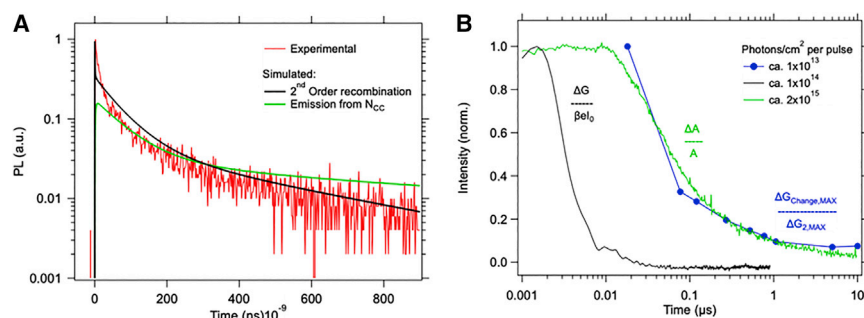 A
1
0.1
0.01
0.001
PL (a.u.)
0
200
400
600
800
Time (ns)10⁻⁹
Experimental
Simulated:
2ⁿᵈ Order recombination
Emission from N_CC
B
Intensity (norm.)
1.0
0.8
0.6
0.4
0.2
0.0
0.001
0.01
0.1
1
10
Time (µs)
Photons/cm² per pulse
ca. 1x10¹³
ca. 1x10¹⁴
ca. 2x10¹⁵
ΔG
βeI₀
ΔA
A
ΔG_Change,MAX
ΔG_2,MAX